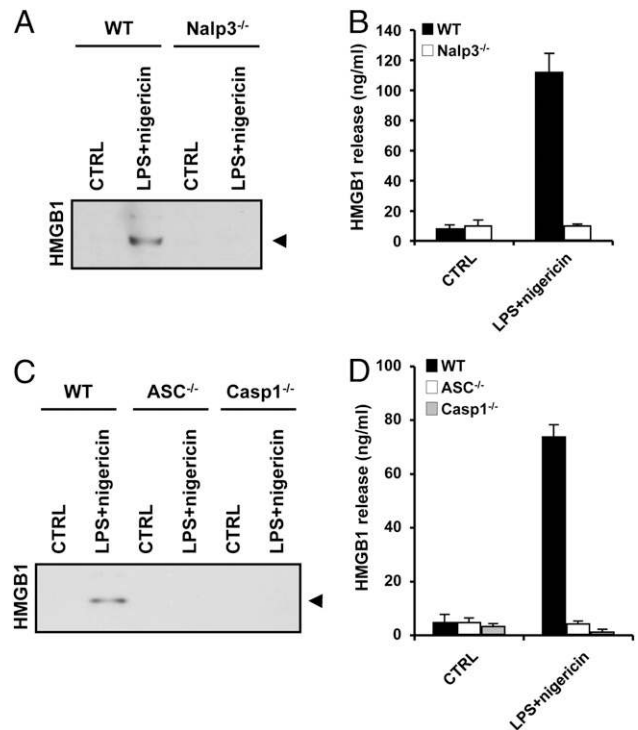 A
WT Nalp3-/-
CTRL
LPS+nigericin
CTRL
LPS+nigericin
HMGB1
B
WT
Nalp3-/-
HMGB1 release (ng/ml)
140
120
100
80
60
40
20
0
CTRL
LPS+nigericin
C
WT ASC-/- Casp1-/-
CTRL
LPS+nigericin
CTRL
LPS+nigericin
CTRL
LPS+nigericin
HMGB1
D
WT
ASC-/-
Casp1-/-
HMGB1 release (ng/ml)
100
80
60
40
20
0
CTRL
LPS+nigericin